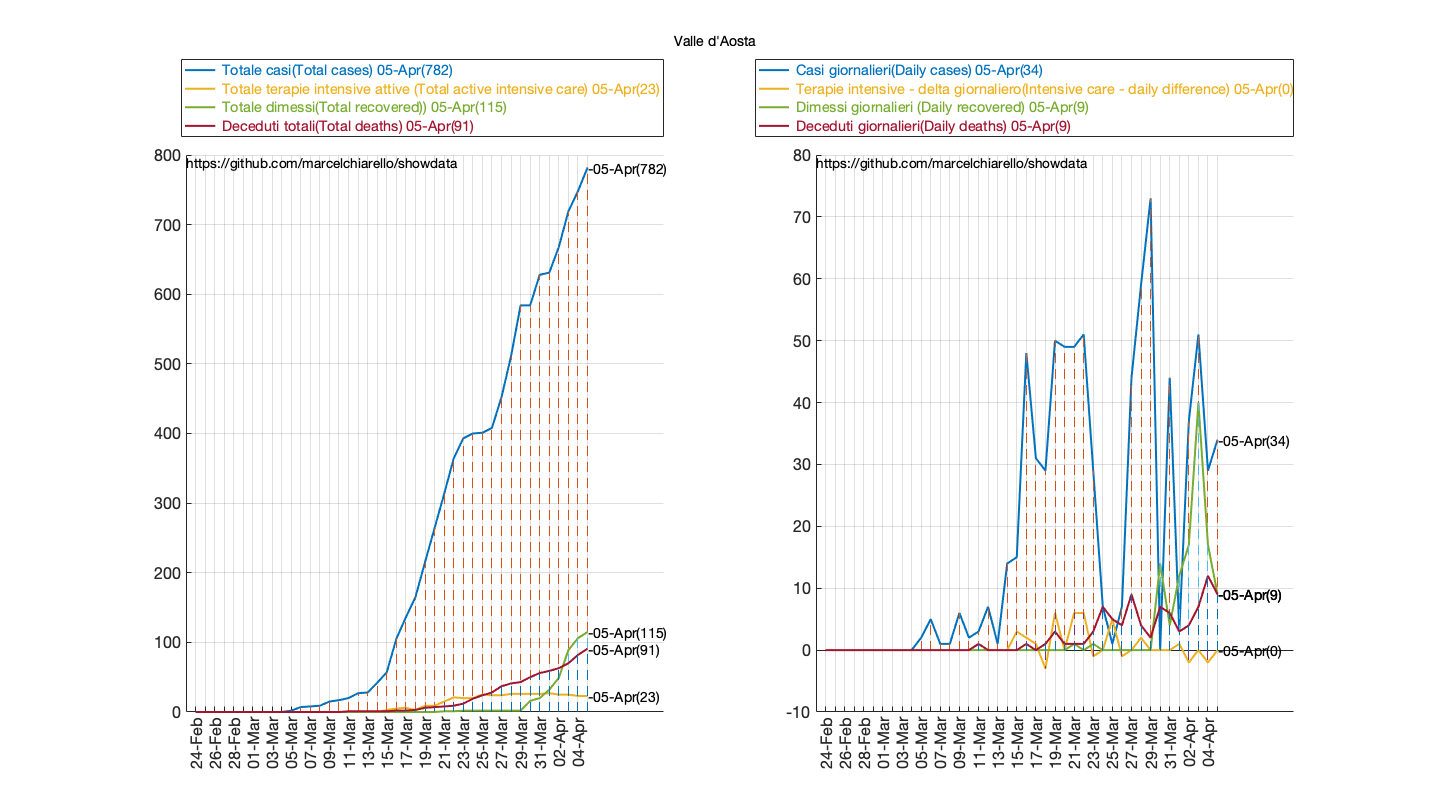 Valle d'Aosta
Totale casi(Total cases) 05-Apr(782)
Totale terapie intensive attive (Total active intensive care) 05-Apr(23)
Totale dimessi(Total recovered)) 05-Apr(115)
Deceduti totali(Total deaths) 05-Apr(91)
800
700
600
500
400
300
200
100
0
https://github.com/marcelchiarello/showdata
-05-Apr(782)
-05-Apr(115)
-05-Apr(91)
-05-Apr(23)
24-Feb
26-Feb
28-Feb
01-Mar
03-Mar
05-Mar
07-Mar
09-Mar
11-Mar
13-Mar
15-Mar
17-Mar
19-Mar
21-Mar
23-Mar
25-Mar
27-Mar
29-Mar
31-Mar
02-Apr
04-Apr
Casi giornalieri(Daily cases) 05-Apr(34)
Terapie intensive - delta giornaliero(Intensive care - daily difference) 05-Apr(0)
Dimessi giornalieri (Daily recovered) 05-Apr(9)
Deceduti giornalieri(Daily deaths) 05-Apr(9)
80
70
60
50
40
30
20
10
0
-10
https://github.com/marcelchiarello/showdata
-05-Apr(34)
-05-Apr(9)
-05-Apr(0)
24-Feb
26-Feb
28-Feb
01-Mar
03-Mar
05-Mar
07-Mar
09-Mar
11-Mar
13-Mar
15-Mar
17-Mar
19-Mar
21-Mar
23-Mar
25-Mar
27-Mar
29-Mar
31-Mar
02-Apr
04-Apr